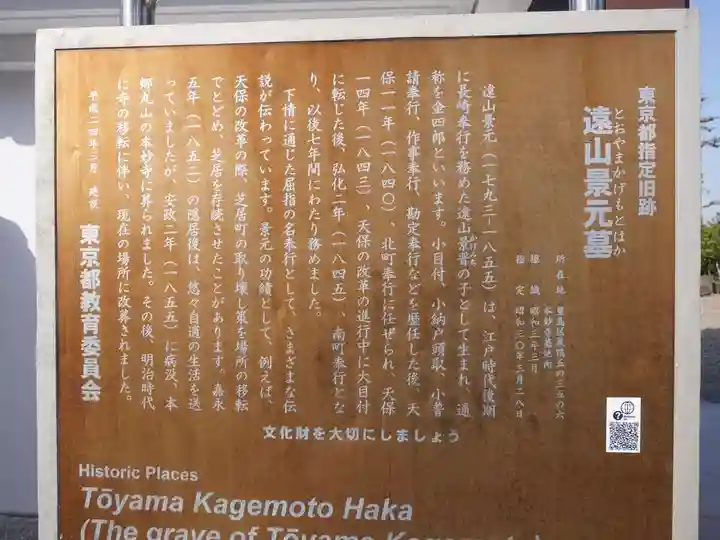 東京都指定旧跡
とおやまかげもとはか
遠山景元墓
所在地 豊島区巣鴨五の三五の六
本妙寺墓地内
標識 昭和三年三月
指定 昭和三〇年三月二八日
遠山景元(一七九三~一八五五)は、江戸時代後期
に長崎奉行を務めた遠山景晋の子として生まれ、通
かげくに
称を金四郎といいます。小目付、小納戸頭取、小普
請奉行、作事奉行、勘定奉行などを歴任した後、天
保一一年(一八四〇)、北町奉行に任ぜられ、天保
一四年(一八四三)、天保の改革の進行中に大目付
に転じた後、弘化二年(一八四五)、南町奉行とな
り、以後七年間にわたり務めました。
下情に通じた屈指の名奉行として、さまざまな伝
説が伝わっています。景元の功績として、例えば、
天保の改革の際、芝居町の取り壊し策を場所の移転
でとどめ、芝居を存続させたことがあります。嘉永
五年(一八五二)の隠居後は、悠々自適の生活を送
っていましたが、安政二年(一八五五)に病没、本
郷丸山の本妙寺に葬られました。その後、明治時代
に寺の移転に伴い、現在の場所に改葬されました。
平成二四年三月 建設
東京都教育委員会
文化財を大切にしましょう
Historic Places
Tōyama Kagemoto Haka
(The grave of Tōyama Kagemoto)